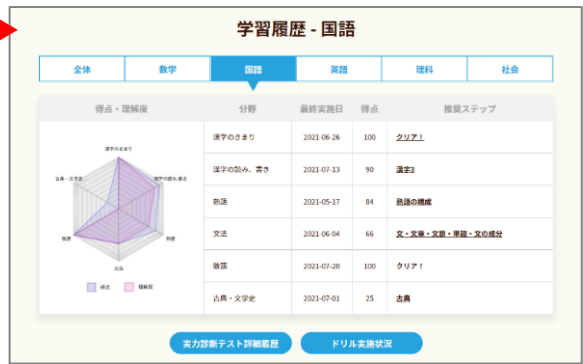 学習履歴 - 国語
全体 数学 国語 英語 理科 社会
得点・理解度 分野 最終実施日 得点 推奨ステップ
漢字のきまり 2021-06-26 100 クリア！
漢字の読み、書き 2021-07-13 90 漢字3
熟語 2021-05-17 84 熟語の構成
文法 2021-06-04 66 文・文章・文節・単語・文の成分
敬語 2021-07-20 100 クリア！
古典・文学史 2021-07-01 25 古典
漢字のきまり
古典・文学史 漢字の読み、書き
敬語 熟語
文法
得点 理解度
実力診断テスト詳細履歴 ドリル実施状況